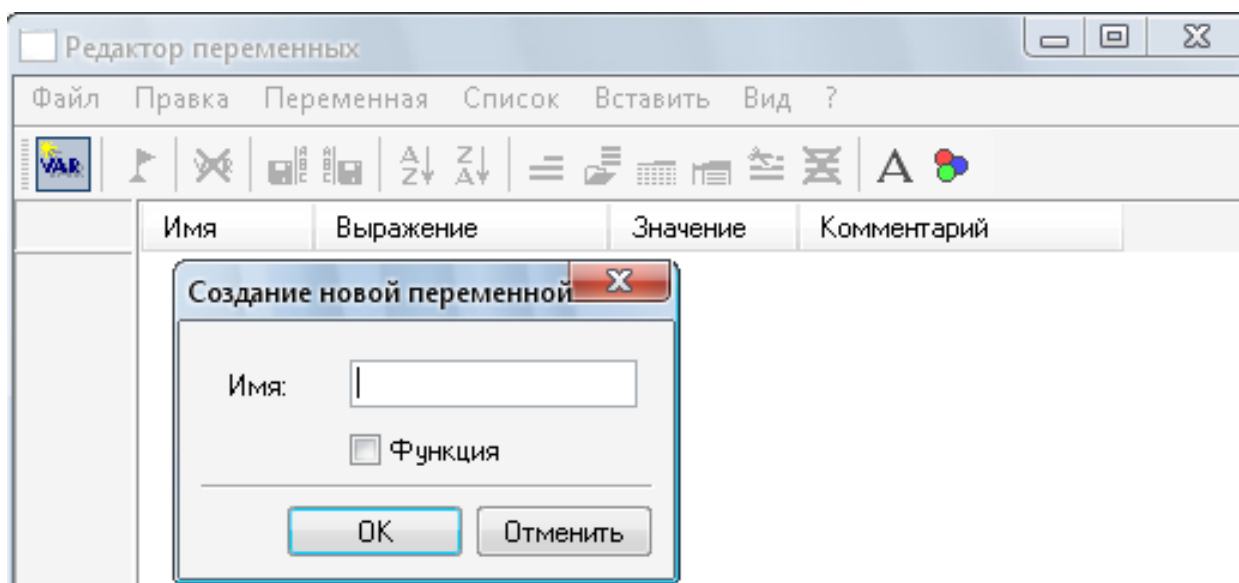 Редактор переменных
Файл Правка Переменная Список Вставить Вид ?
VAR VAR A Z Z A A
Имя Выражение Значение Комментарий
Создание новой переменной
Имя:
Функция
OK Отменить